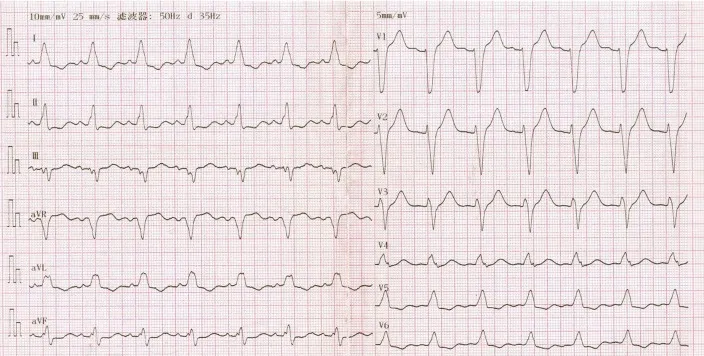 10mm/mV 25 mm/s 滤波器: 50Hz d 35Hz
5mm/mV
I
II
III
aVR
aVL
aVF
V1
V2
V3
V4
V5
V6